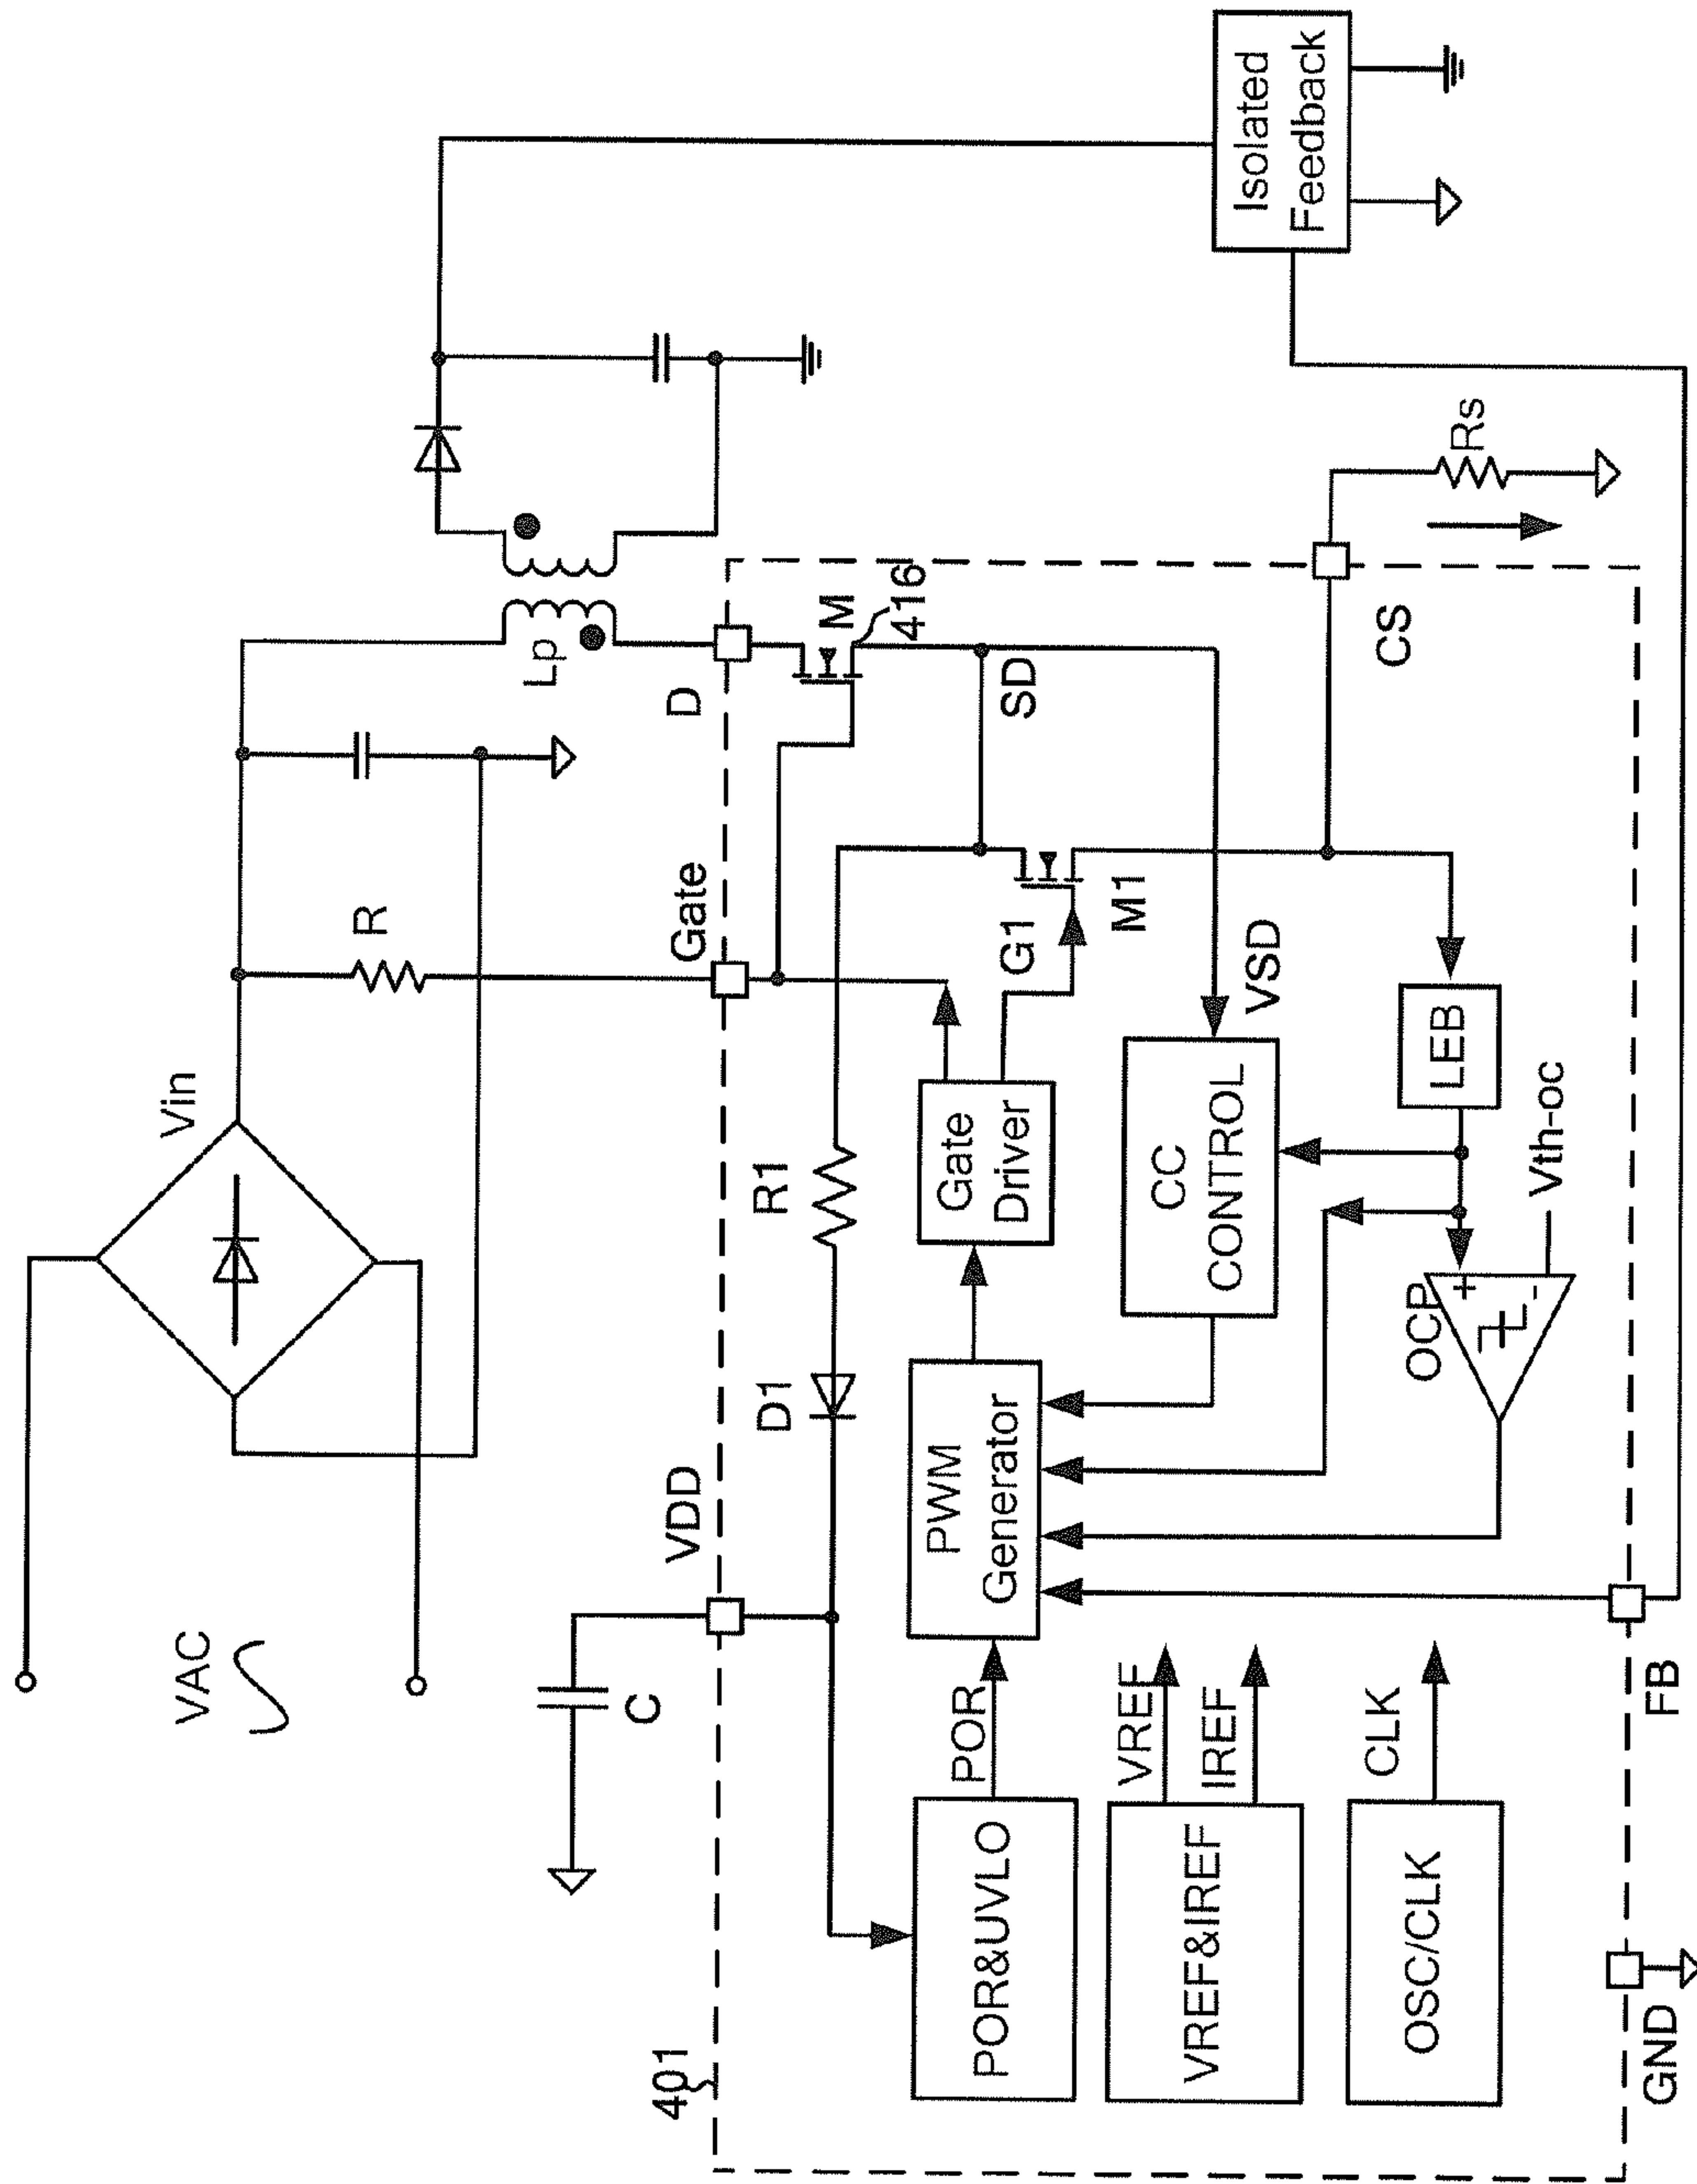 VAC
Vin
R
Lp
C
VDD
Gate
D
401
D1
R1
M
416
SD
Gate
Driver
G1
M1
POR&UVLO
POR
PWM
Generator
CC
CONTROL
VSD
VREF&IREF
VREF
IREF
LEB
OCP
+
-
Vth-oc
OSC/CLK
CLK
CS
Rs
Isolated
Feedback
GND
FB